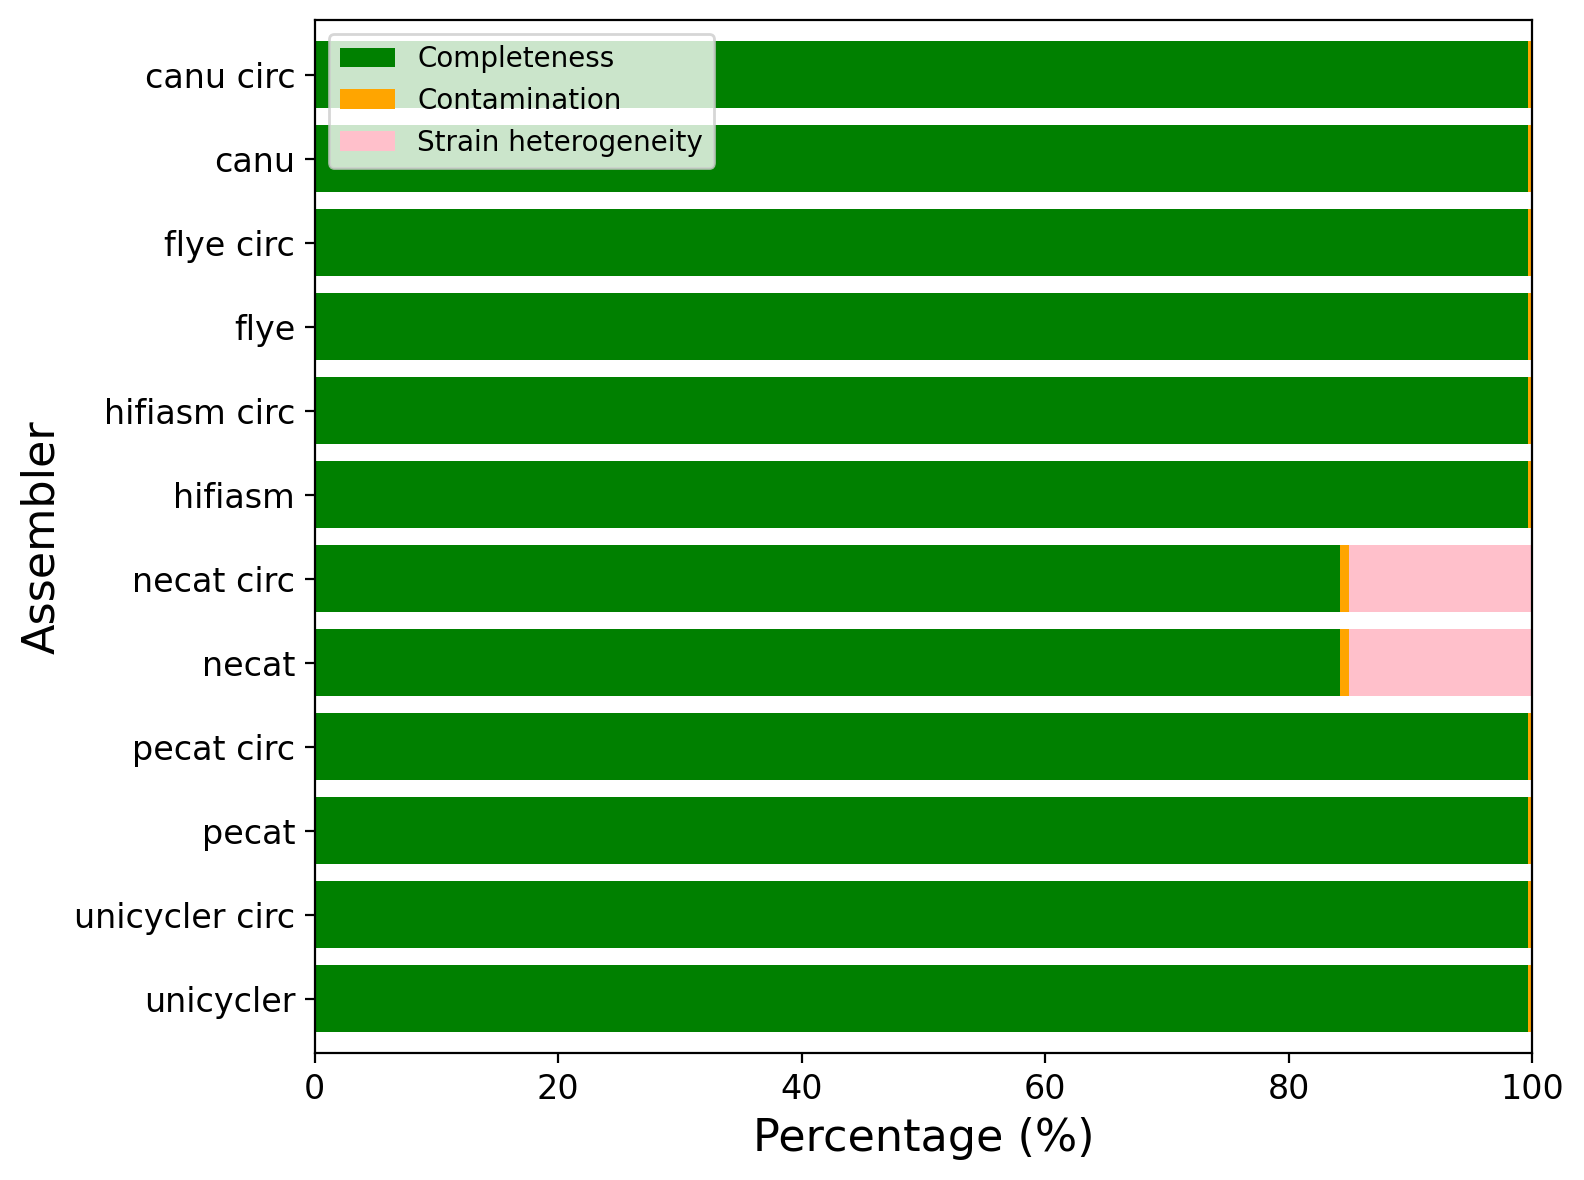 Completeness
Contamination
Strain heterogeneity
canu circ
canu
flye circ
flye
hifiasm circ
hifiasm
necat circ
necat
pecat circ
pecat
unicycler circ
unicycler
Assembler
0 20 40 60 80 100
Percentage (%)